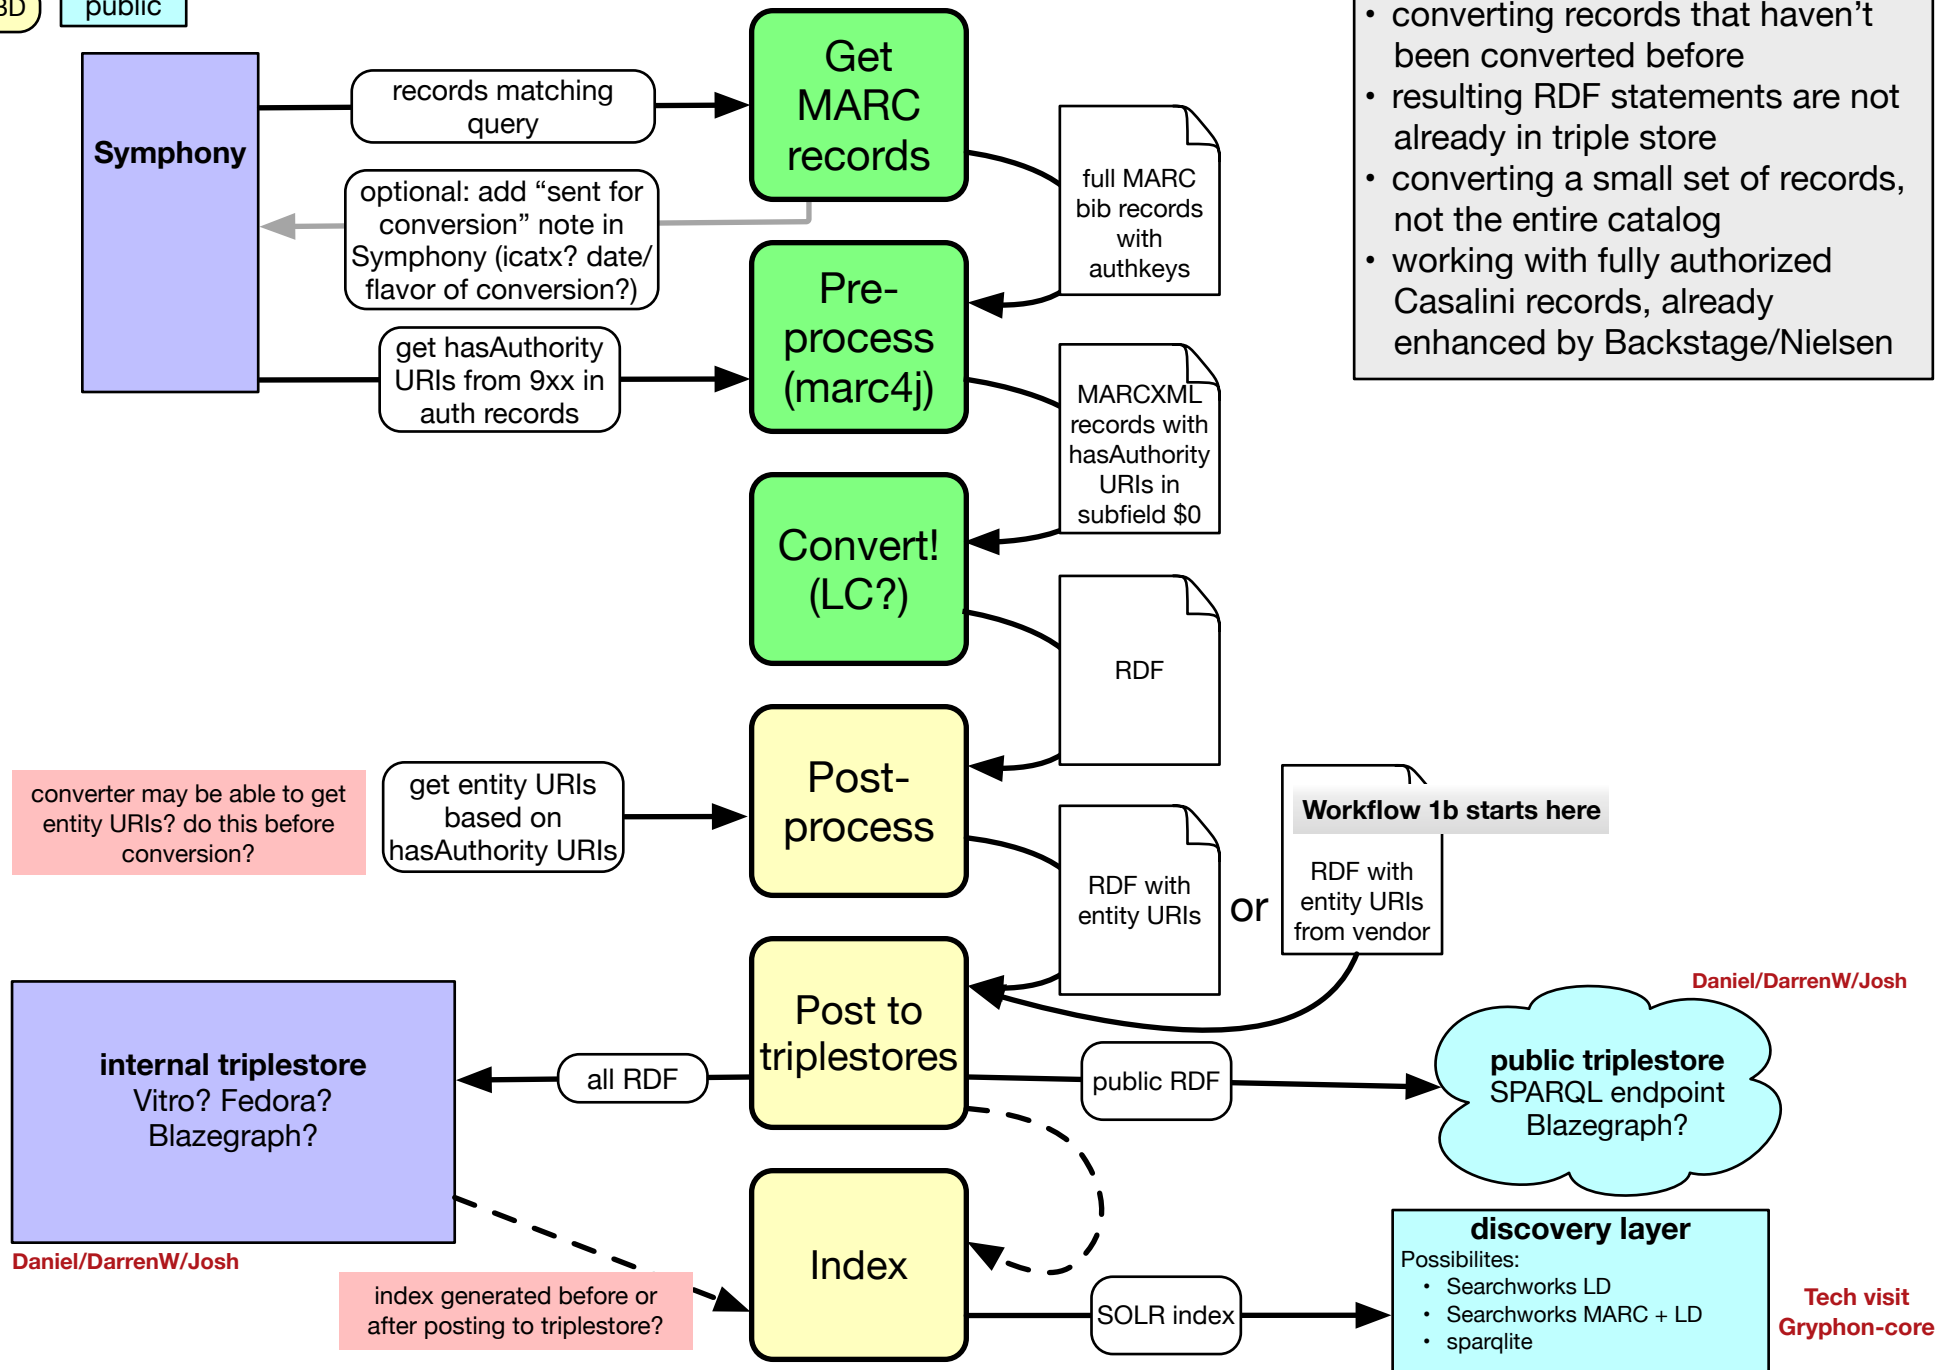 public
Symphony
records matching
query
Get
MARC
records
optional: add “sent for
conversion” note in
Symphony (icatx? date/
flavor of conversion?)
full MARC
bib records
with
authkeys
get hasAuthority
URIs from 9xx in
auth records
Pre-
process
(marc4j)
MARCXML
records with
hasAuthority
URIs in
subfield $0
• converting records that haven’t
been converted before
• resulting RDF statements are not
already in triple store
• converting a small set of records,
not the entire catalog
• working with fully authorized
Casalini records, already
enhanced by Backstage/Nielsen
Convert!
(LC?)
RDF
converter may be able to get
entity URIs? do this before
conversion?
get entity URIs
based on
hasAuthority URIs
Post-
process
RDF with
entity URIs
or
Workflow 1b starts here
RDF with
entity URIs
from vendor
Post to
triplestores
internal triplestore
Vitro? Fedora?
Blazegraph?
Daniel/DarrenW/Josh
all RDF
public RDF
Daniel/DarrenW/Josh
public triplestore
SPARQL endpoint
Blazegraph?
index generated before or
after posting to triplestore?
Index
SOLR index
discovery layer
Possibilites:
• Searchworks LD
• Searchworks MARC + LD
• sparqlite
Tech visit
Gryphon-core